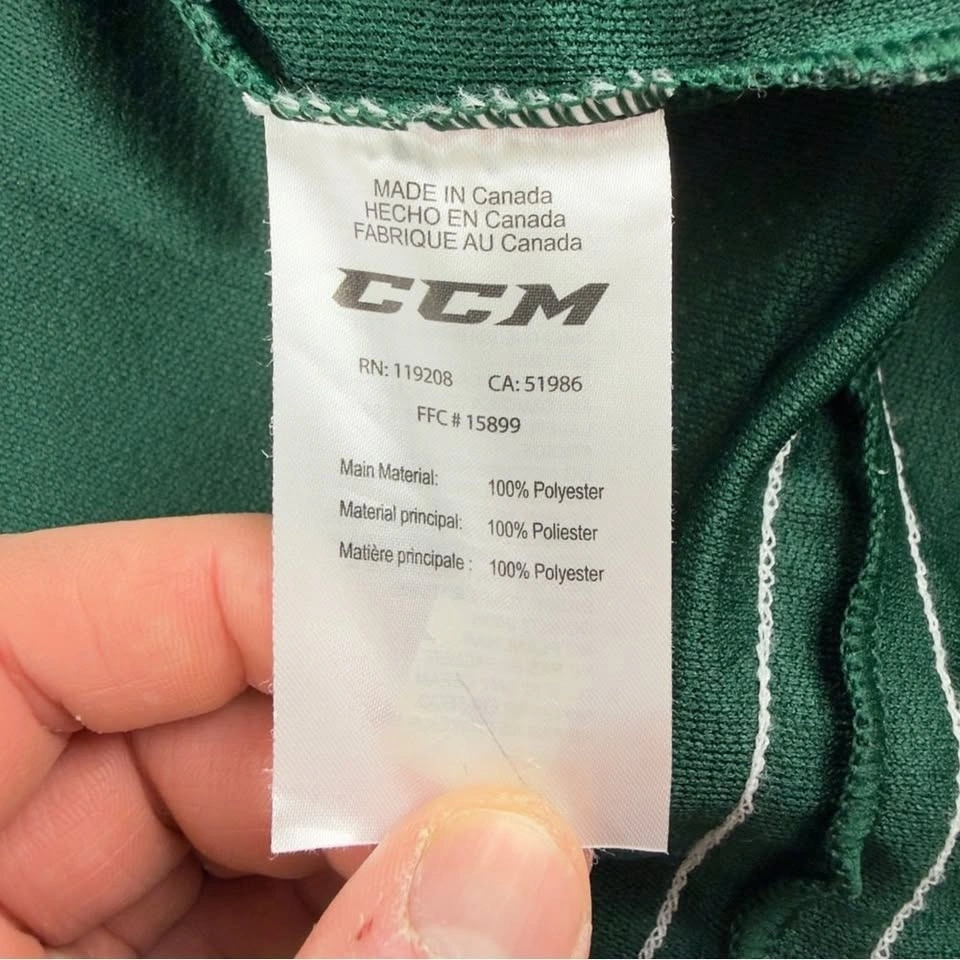 MADE IN Canada
HECHO EN Canada
FABRIQUE AU Canada
CCM
RN: 119208 CA: 51986
FFC # 15899
Main Material: 100% Polyester
Material principal: 100% Poliester
Matière principale : 100% Polyester